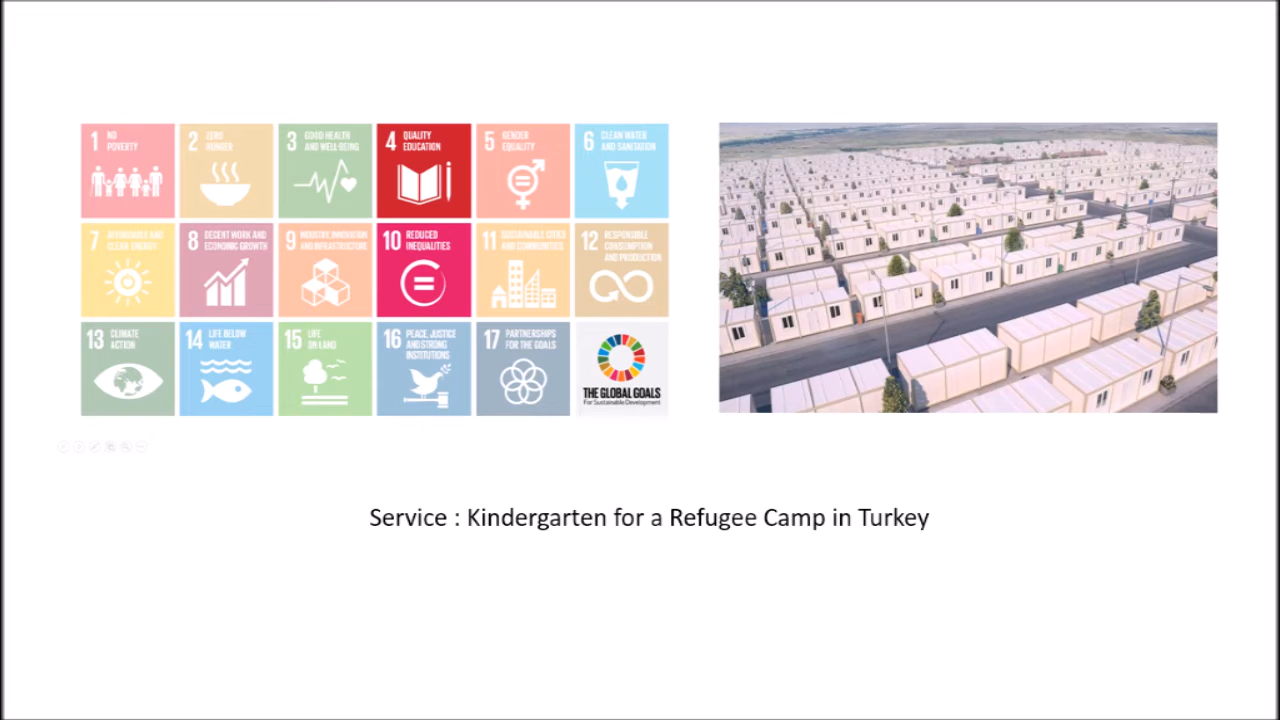 1 NO
POVERTY
2 ZERO
HUNGER
3 GOOD HEALTH
AND WELL-BEING
4 QUALITY
EDUCATION
5 GENDER
EQUALITY
6 CLEAN WATER
AND SANITATION
7 AFFORDABLE AND
CLEAN ENERGY
8 DECENT WORK AND
ECONOMIC GROWTH
9 INDUSTRY, INNOVATION
AND INFRASTRUCTURE
10 REDUCED
INEQUALITIES
11 SUSTAINABLE CITIES
AND COMMUNITIES
12 RESPONSIBLE
CONSUMPTION
AND PRODUCTION
13 CLIMATE
ACTION
14 LIFE BELOW
WATER
15 LIFE
ON LAND
16 PEACE, JUSTICE
AND STRONG
INSTITUTIONS
17 PARTNERSHIPS
FOR THE GOALS
THE GLOBAL GOALS
For Sustainable Development
Service : Kindergarten for a Refugee Camp in Turkey